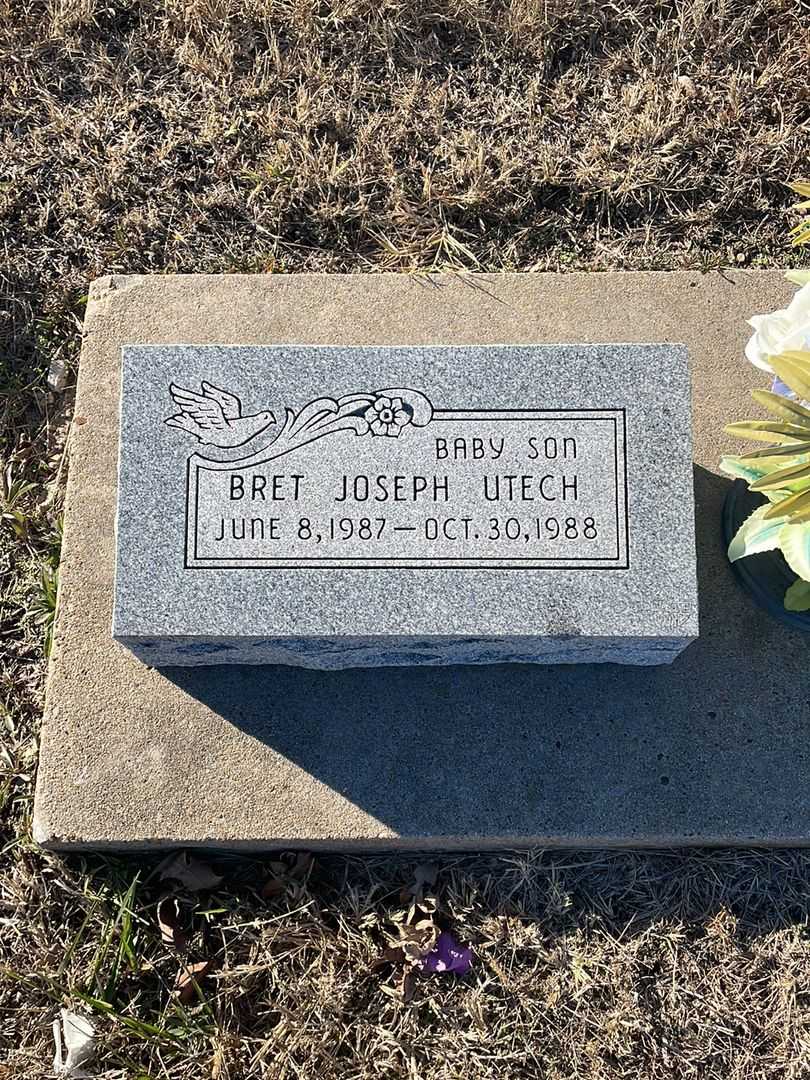 BABY SON
BRET JOSEPH UTECH
JUNE 8, 1987 — OCT. 30, 1988